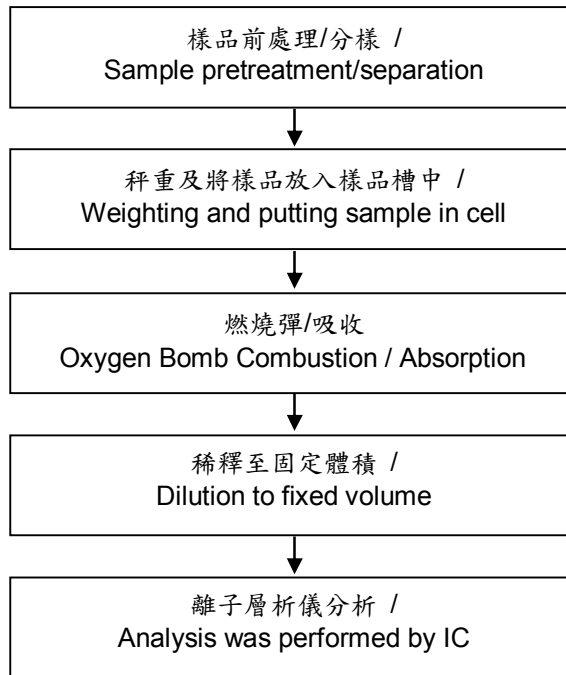 樣品前處理/分樣 /
Sample pretreatment/separation
秤重及將樣品放入樣品槽中 /
Weighting and putting sample in cell
燃燒彈/吸收
Oxygen Bomb Combustion / Absorption
稀釋至固定體積 /
Dilution to fixed volume
離子層析儀分析 /
Analysis was performed by IC